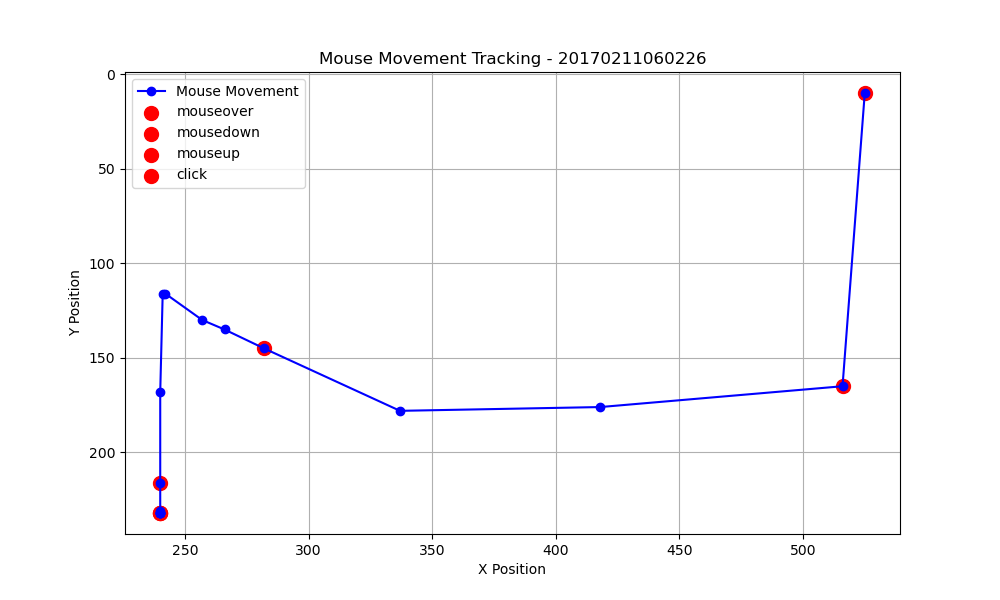 Mouse Movement Tracking - 20170211060226
Mouse Movement
mouseover
mousedown
mouseup
click
0
50
100
150
200
Y Position
250 300 350 400 450 500
X Position